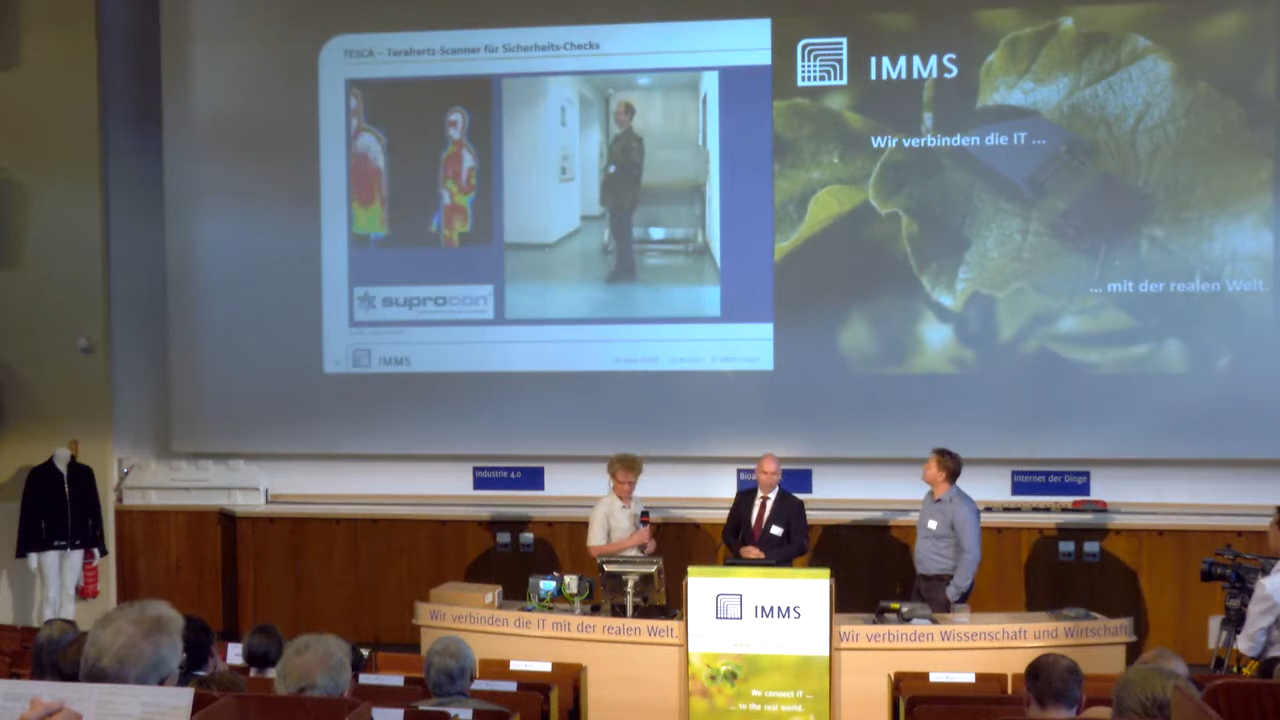 TESCA – Terahertz-Scanner für Sicherheits-Checks
suprocon
IMMS
IMMS
Wir verbinden die IT ...
... mit der realen Welt.
Industrie 4.0
Internet der Dinge
Wir verbinden die IT mit der realen Welt.
IMMS
We connect IT ...
... to the real world.
Wir verbinden Wissenschaft und Wirtschaft.